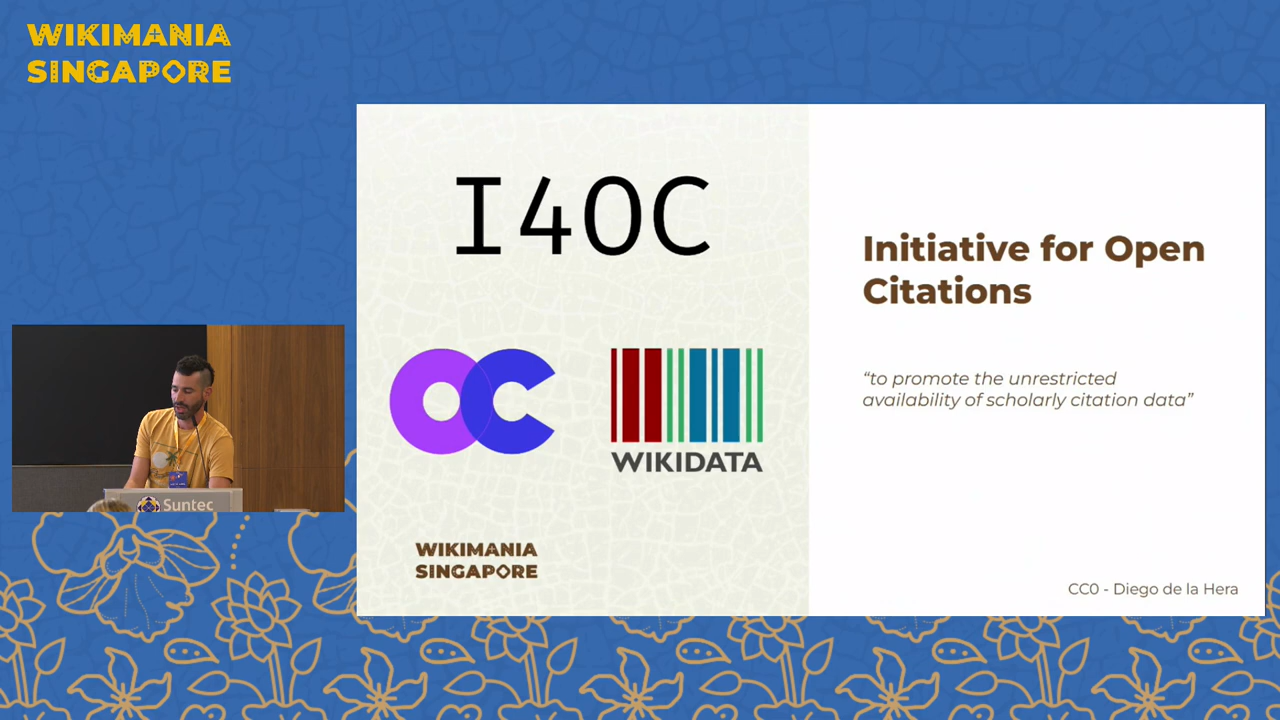 WIKIMANIA
SINGAPORE
I4OC
OC
WIKIDATA
WIKIMANIA
SINGAPORE
Initiative for Open
Citations
“to promote the unrestricted
availability of scholarly citation data”
CC0 - Diego de la Hera
Suntec